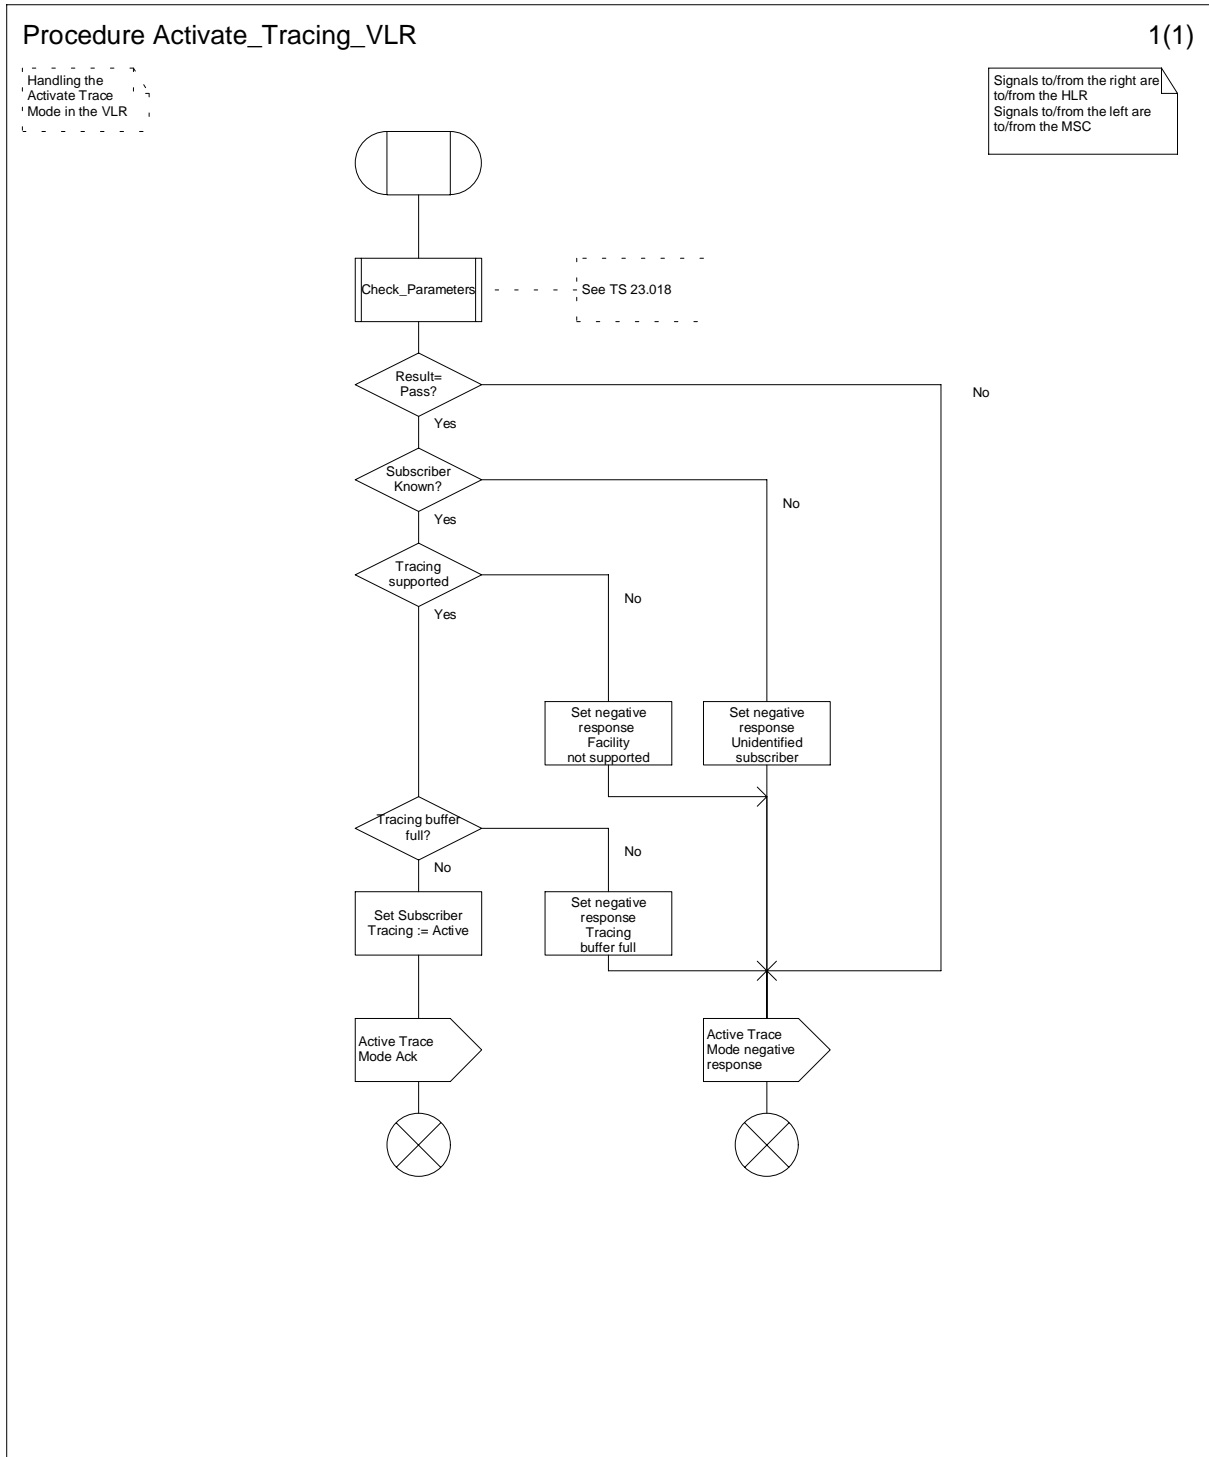 Procedure Activate_Tracing_VLR
1(1)
Handling the
Activate Trace
Mode in the VLR
Signals to/from the right are
to/from the HLR
Signals to/from the left are
to/from the MSC
Check_Parameters
See TS 23.018
Result=
Pass?
No
Yes
Subscriber
Known?
No
Yes
Tracing
supported
No
Yes
Set negative
response
Facility
not supported
Set negative
response
Unidentified
subscriber
Tracing buffer
full?
No
No
Set Subscriber
Tracing := Active
Set negative
response
Tracing
buffer full
Active Trace
Mode Ack
Active Trace
Mode negative
response